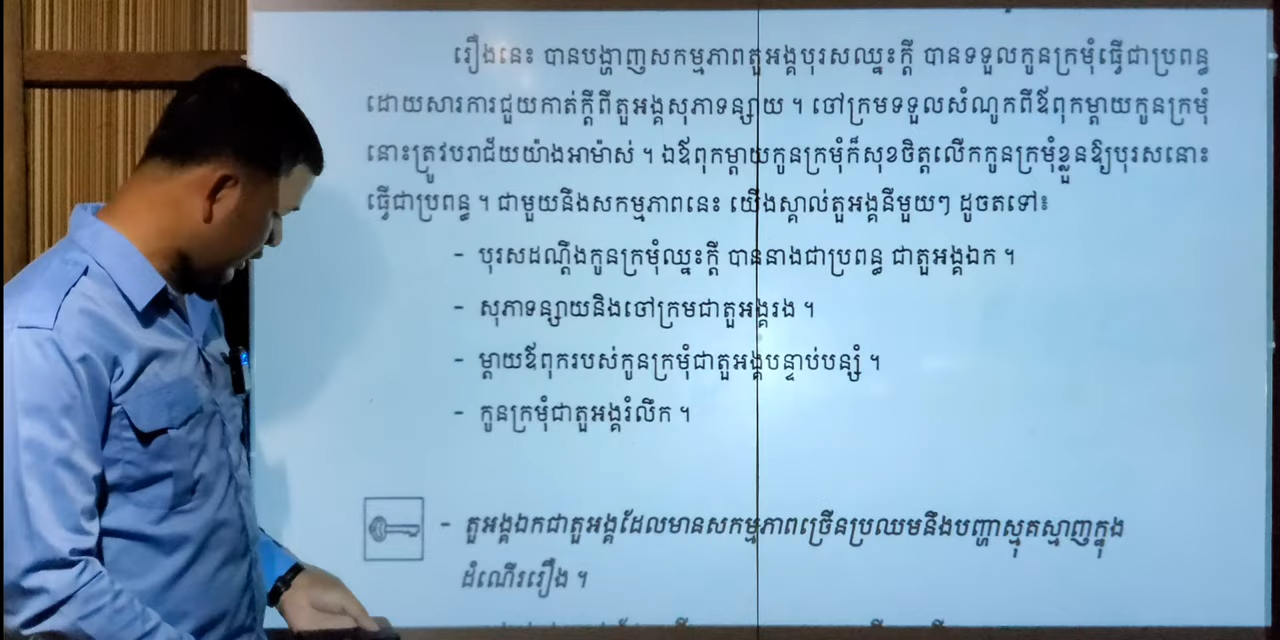 រឿងនេះ បានបង្ហាញសកម្មភាពតួអង្គបុរសឈ្នះក្ដី បានទទួលកូនក្រមុំធ្វើជាប្រពន្ធ
ដោយសារការជួយកាត់ក្ដីពីតួអង្គសុភាទន្សាយ ។ ចៅក្រមទទួលសំណូកពីឪពុកម្ដាយកូនក្រមុំ
នោះត្រូវបរាជ័យយ៉ាងអាម៉ាស់ ។ ឯឪពុកម្ដាយកូនក្រមុំក៏សុខចិត្តលើកកូនក្រមុំខ្លួនឱ្យបុរសនោះ
ធ្វើជាប្រពន្ធ ។ ជាមួយនឹងសកម្មភាពនេះ យើងស្គាល់តួអង្គនីមួយៗ ដូចតទៅ៖
- បុរសដណ្ដឹងកូនក្រមុំឈ្នះក្ដី បាននាងជាប្រពន្ធ ជាតួអង្គឯក ។
- សុភាទន្សាយនិងចៅក្រមជាតួអង្គរង ។
- ម្ដាយឪពុករបស់កូនក្រមុំជាតួអង្គបន្ទាប់បន្សំ ។
- កូនក្រមុំជាតួអង្គរំលឹក ។
- តួអង្គឯកជាតួអង្គដែលមានសកម្មភាពច្រើនប្រឈមនឹងបញ្ហាស្មុគស្មាញក្នុង
ដំណើររឿង ។